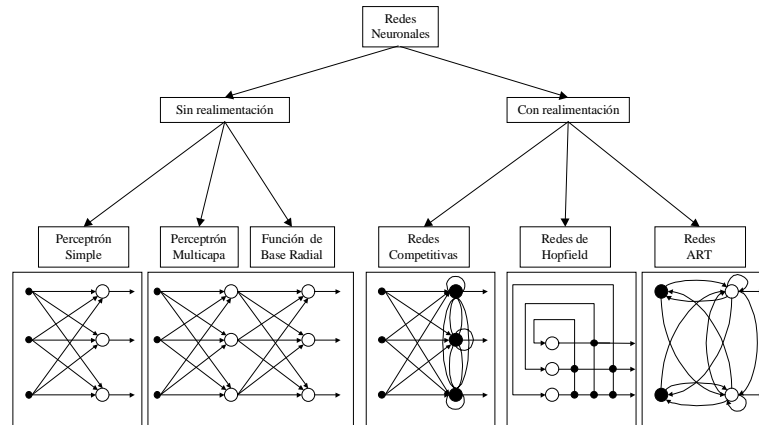 Redes
Neuronales
Sin realimentación
Con realimentación
Perceptrón
Simple
Perceptrón
Multicapa
Función de
Base Radial
Redes
Competitivas
Redes de
Hopfield
Redes
ART